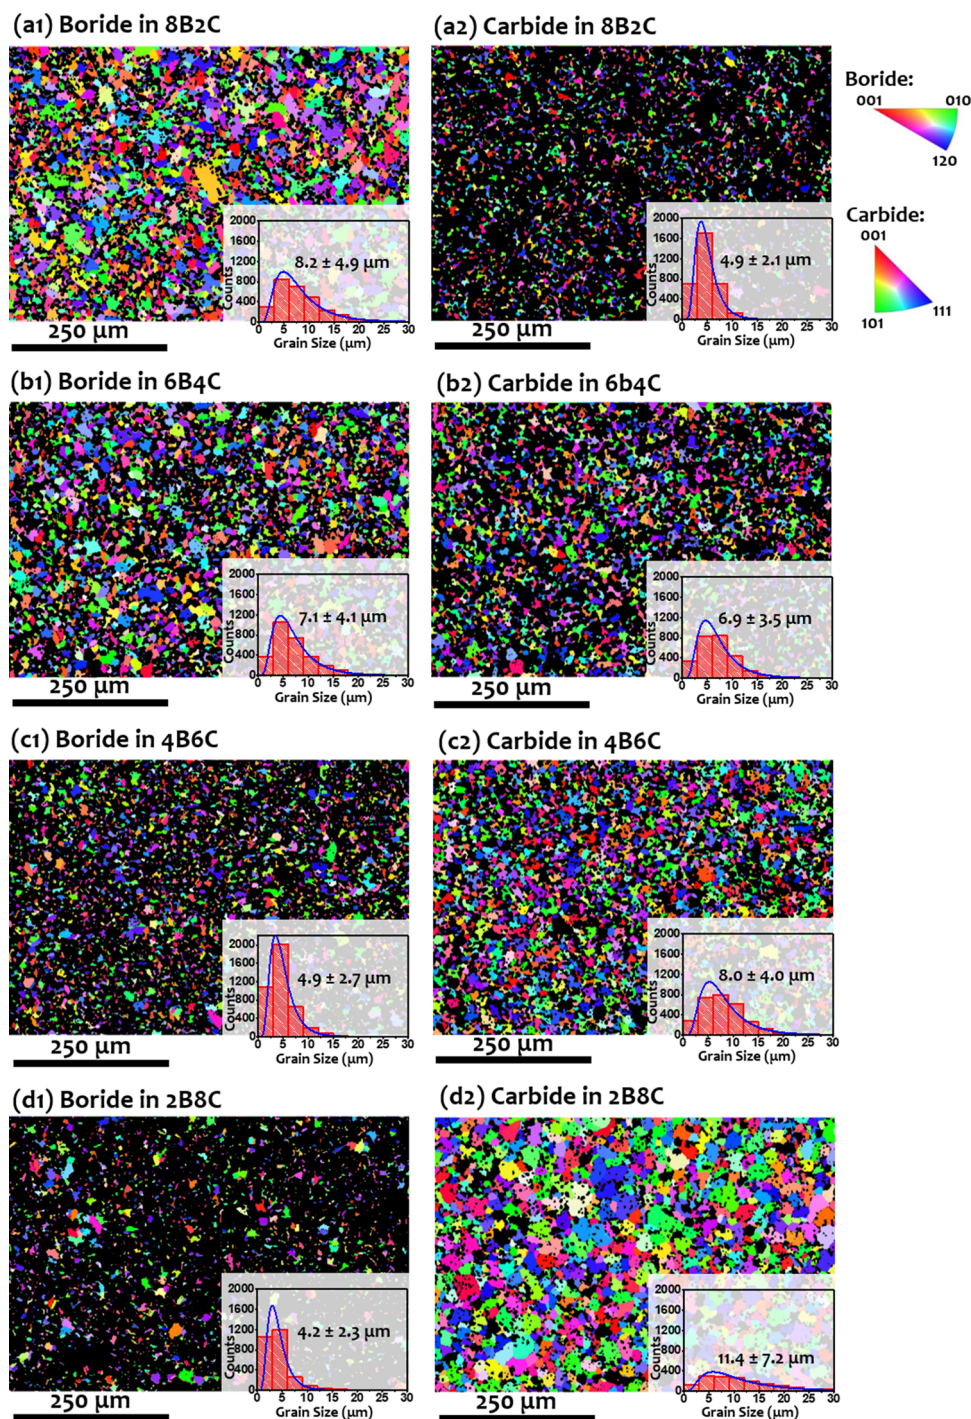 (a1) Boride in 8B2C
(a2) Carbide in 8B2C
Boride:
001
010
120
Carbide:
001
101
111
2000
1600
1200
800
400
0
Counts
8.2 ± 4.9 µm
0 5 10 15 20 25 30
Grain Size (µm)
250 µm
2000
1600
1200
800
400
0
Counts
4.9 ± 2.1 µm
0 5 10 15 20 25 30
Grain Size (µm)
250 µm
(b1) Boride in 6B4C
(b2) Carbide in 6b4C
2000
1600
1200
800
400
0
Counts
7.1 ± 4.1 µm
0 5 10 15 20 25 30
Grain Size (µm)
250 µm
2000
1600
1200
800
400
0
Counts
6.9 ± 3.5 µm
0 5 10 15 20 25 30
Grain Size (µm)
250 µm
(c1) Boride in 4B6C
(c2) Carbide in 4B6C
2000
1600
1200
800
400
0
Counts
4.9 ± 2.7 µm
0 5 10 15 20 25 30
Grain Size (µm)
250 µm
2000
1600
1200
800
400
0
Counts
8.0 ± 4.0 µm
0 5 10 15 20 25 30
Grain Size (µm)
250 µm
(d1) Boride in 2B8C
(d2) Carbide in 2B8C
2000
1600
1200
800
400
0
Counts
4.2 ± 2.3 µm
0 5 10 15 20 25 30
Grain Size (µm)
250 µm
2000
1600
1200
800
400
0
Counts
11.4 ± 7.2 µm
0 5 10 15 20 25 30
Grain Size (µm)
250 µm